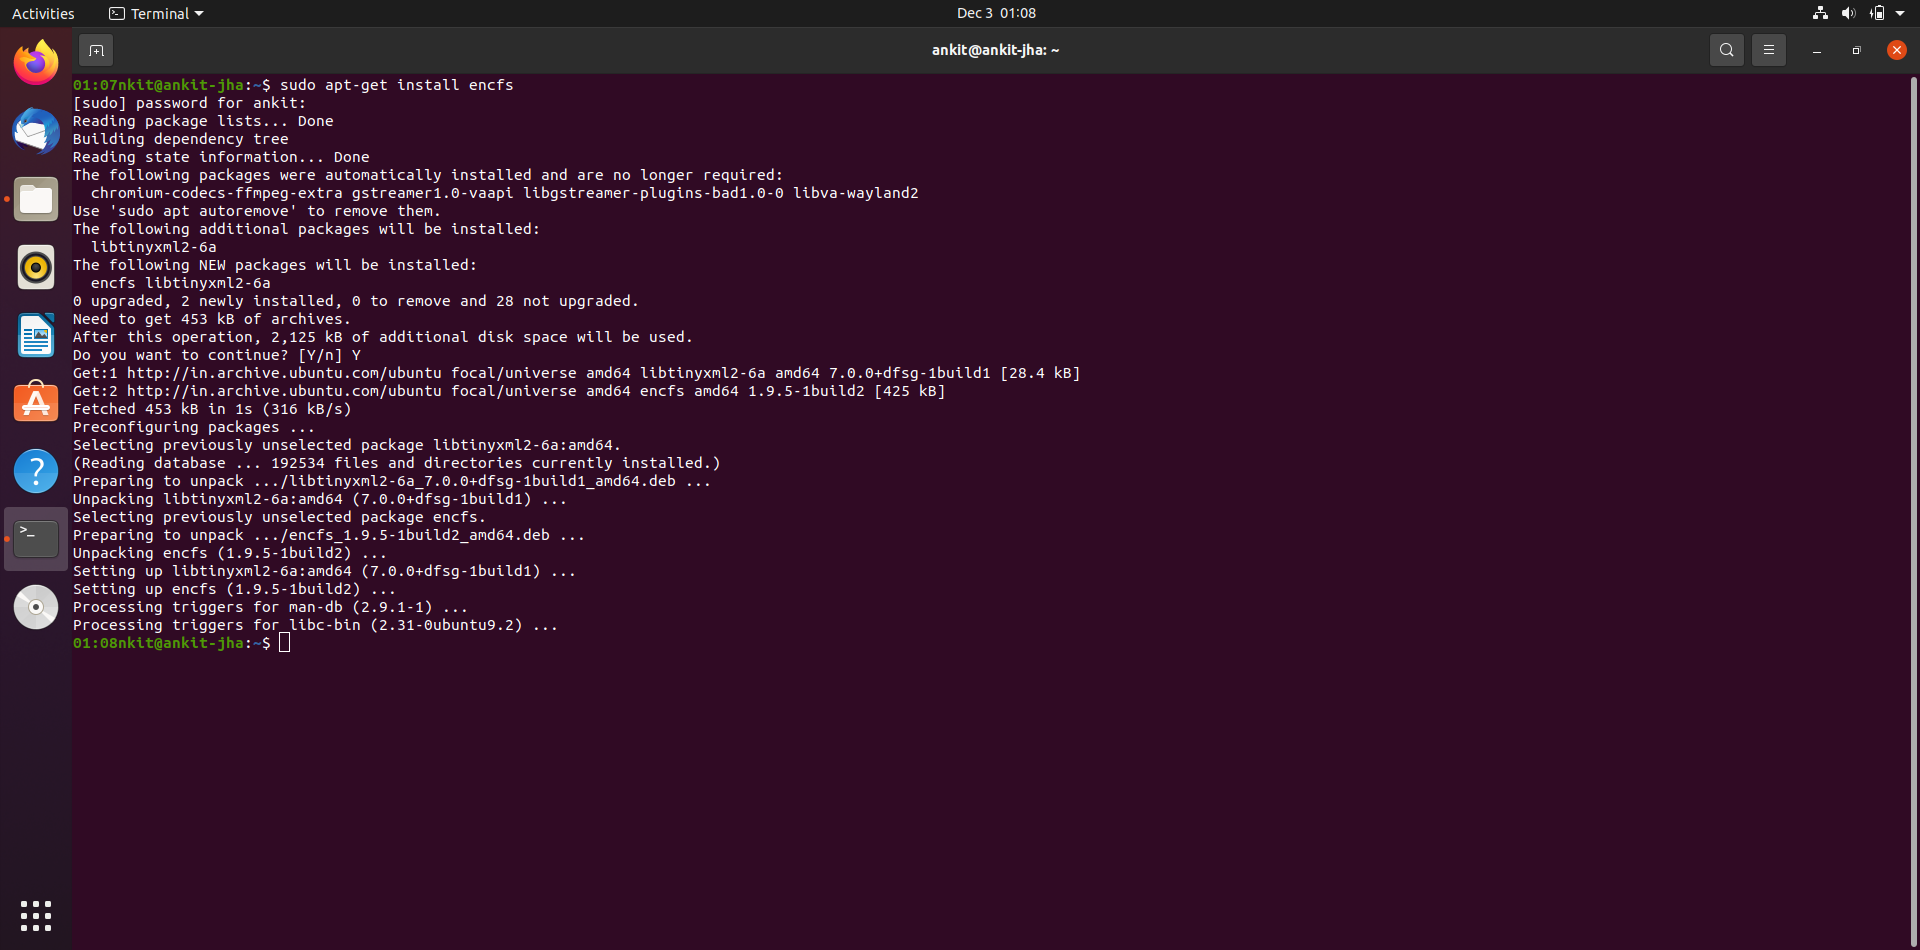 Activities
Terminal
Dec 3 01:08
ankit@ankit-jha: ~
01:07nkit@ankit-jha:~$ sudo apt-get install encfs
[sudo] password for ankit:
Reading package lists... Done
Building dependency tree
Reading state information... Done
The following packages were automatically installed and are no longer required:
  chromium-codecs-ffmpeg-extra gstreamer1.0-vaapi libgstreamer-plugins-bad1.0-0 libva-wayland2
Use 'sudo apt autoremove' to remove them.
The following additional packages will be installed:
  libtinyxml2-6a
The following NEW packages will be installed:
  encfs libtinyxml2-6a
0 upgraded, 2 newly installed, 0 to remove and 28 not upgraded.
Need to get 453 kB of archives.
After this operation, 2,125 kB of additional disk space will be used.
Do you want to continue? [Y/n] Y
Get:1 http://in.archive.ubuntu.com/ubuntu focal/universe amd64 libtinyxml2-6a amd64 7.0.0+dfsg-1build1 [28.4 kB]
Get:2 http://in.archive.ubuntu.com/ubuntu focal/universe amd64 encfs amd64 1.9.5-1build2 [425 kB]
Fetched 453 kB in 1s (316 kB/s)
Preconfiguring packages ...
Selecting previously unselected package libtinyxml2-6a:amd64.
(Reading database ... 192534 files and directories currently installed.)
Preparing to unpack .../libtinyxml2-6a_7.0.0+dfsg-1build1_amd64.deb ...
Unpacking libtinyxml2-6a:amd64 (7.0.0+dfsg-1build1) ...
Selecting previously unselected package encfs.
Preparing to unpack .../encfs_1.9.5-1build2_amd64.deb ...
Unpacking encfs (1.9.5-1build2) ...
Setting up libtinyxml2-6a:amd64 (7.0.0+dfsg-1build1) ...
Setting up encfs (1.9.5-1build2) ...
Processing triggers for man-db (2.9.1-1) ...
Processing triggers for libc-bin (2.31-0ubuntu9.2) ...
01:08nkit@ankit-jha:~$